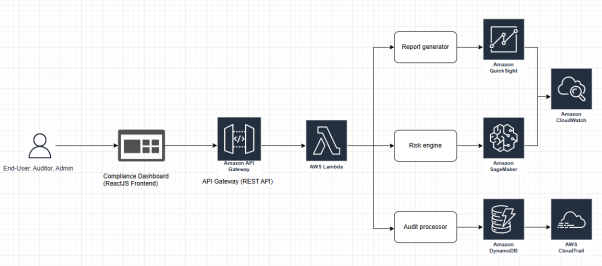 End-User: Auditor, Admin
Compliance Dashboard
(ReactJS Frontend)
Amazon API
Gateway
API Gateway (REST API)
AWS Lambda
Report generator
Amazon
QuickSight
Amazon
CloudWatch
Risk engine
Amazon
SageMaker
Audit processor
Amazon
DynamoDB
AWS
CloudTrail